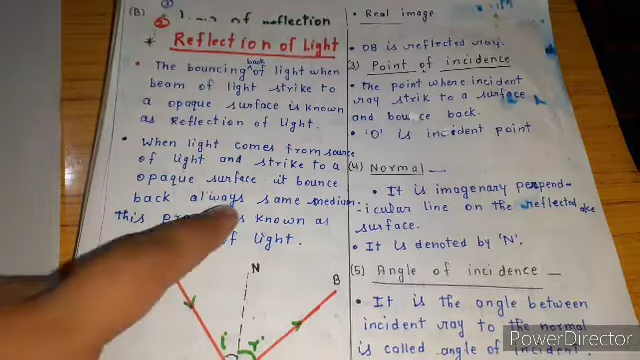 (B)
of reflection
* Reflection of Light
• The bouncing back of light when
beam of light strike to
a opaque surface is known
as Reflection of light.
• When light comes from source
of light and strike to a
opaque surface it bounce
back always same medium.
this is known as
of light.
N
B
i
r
• Real image
• OB is reflected ray.
(3) Point of incidence
• The point where incident
ray strik to a surface
and bounce back.
• 'O' is incident point
(4) Normal —
• It is imagenary perpend-
icular line on the reflected
surface.
• It is denoted by 'N'.
(5) Angle of incidence —
• It is the angle between
incident ray to the normal
is called angle of incident
PowerDirector